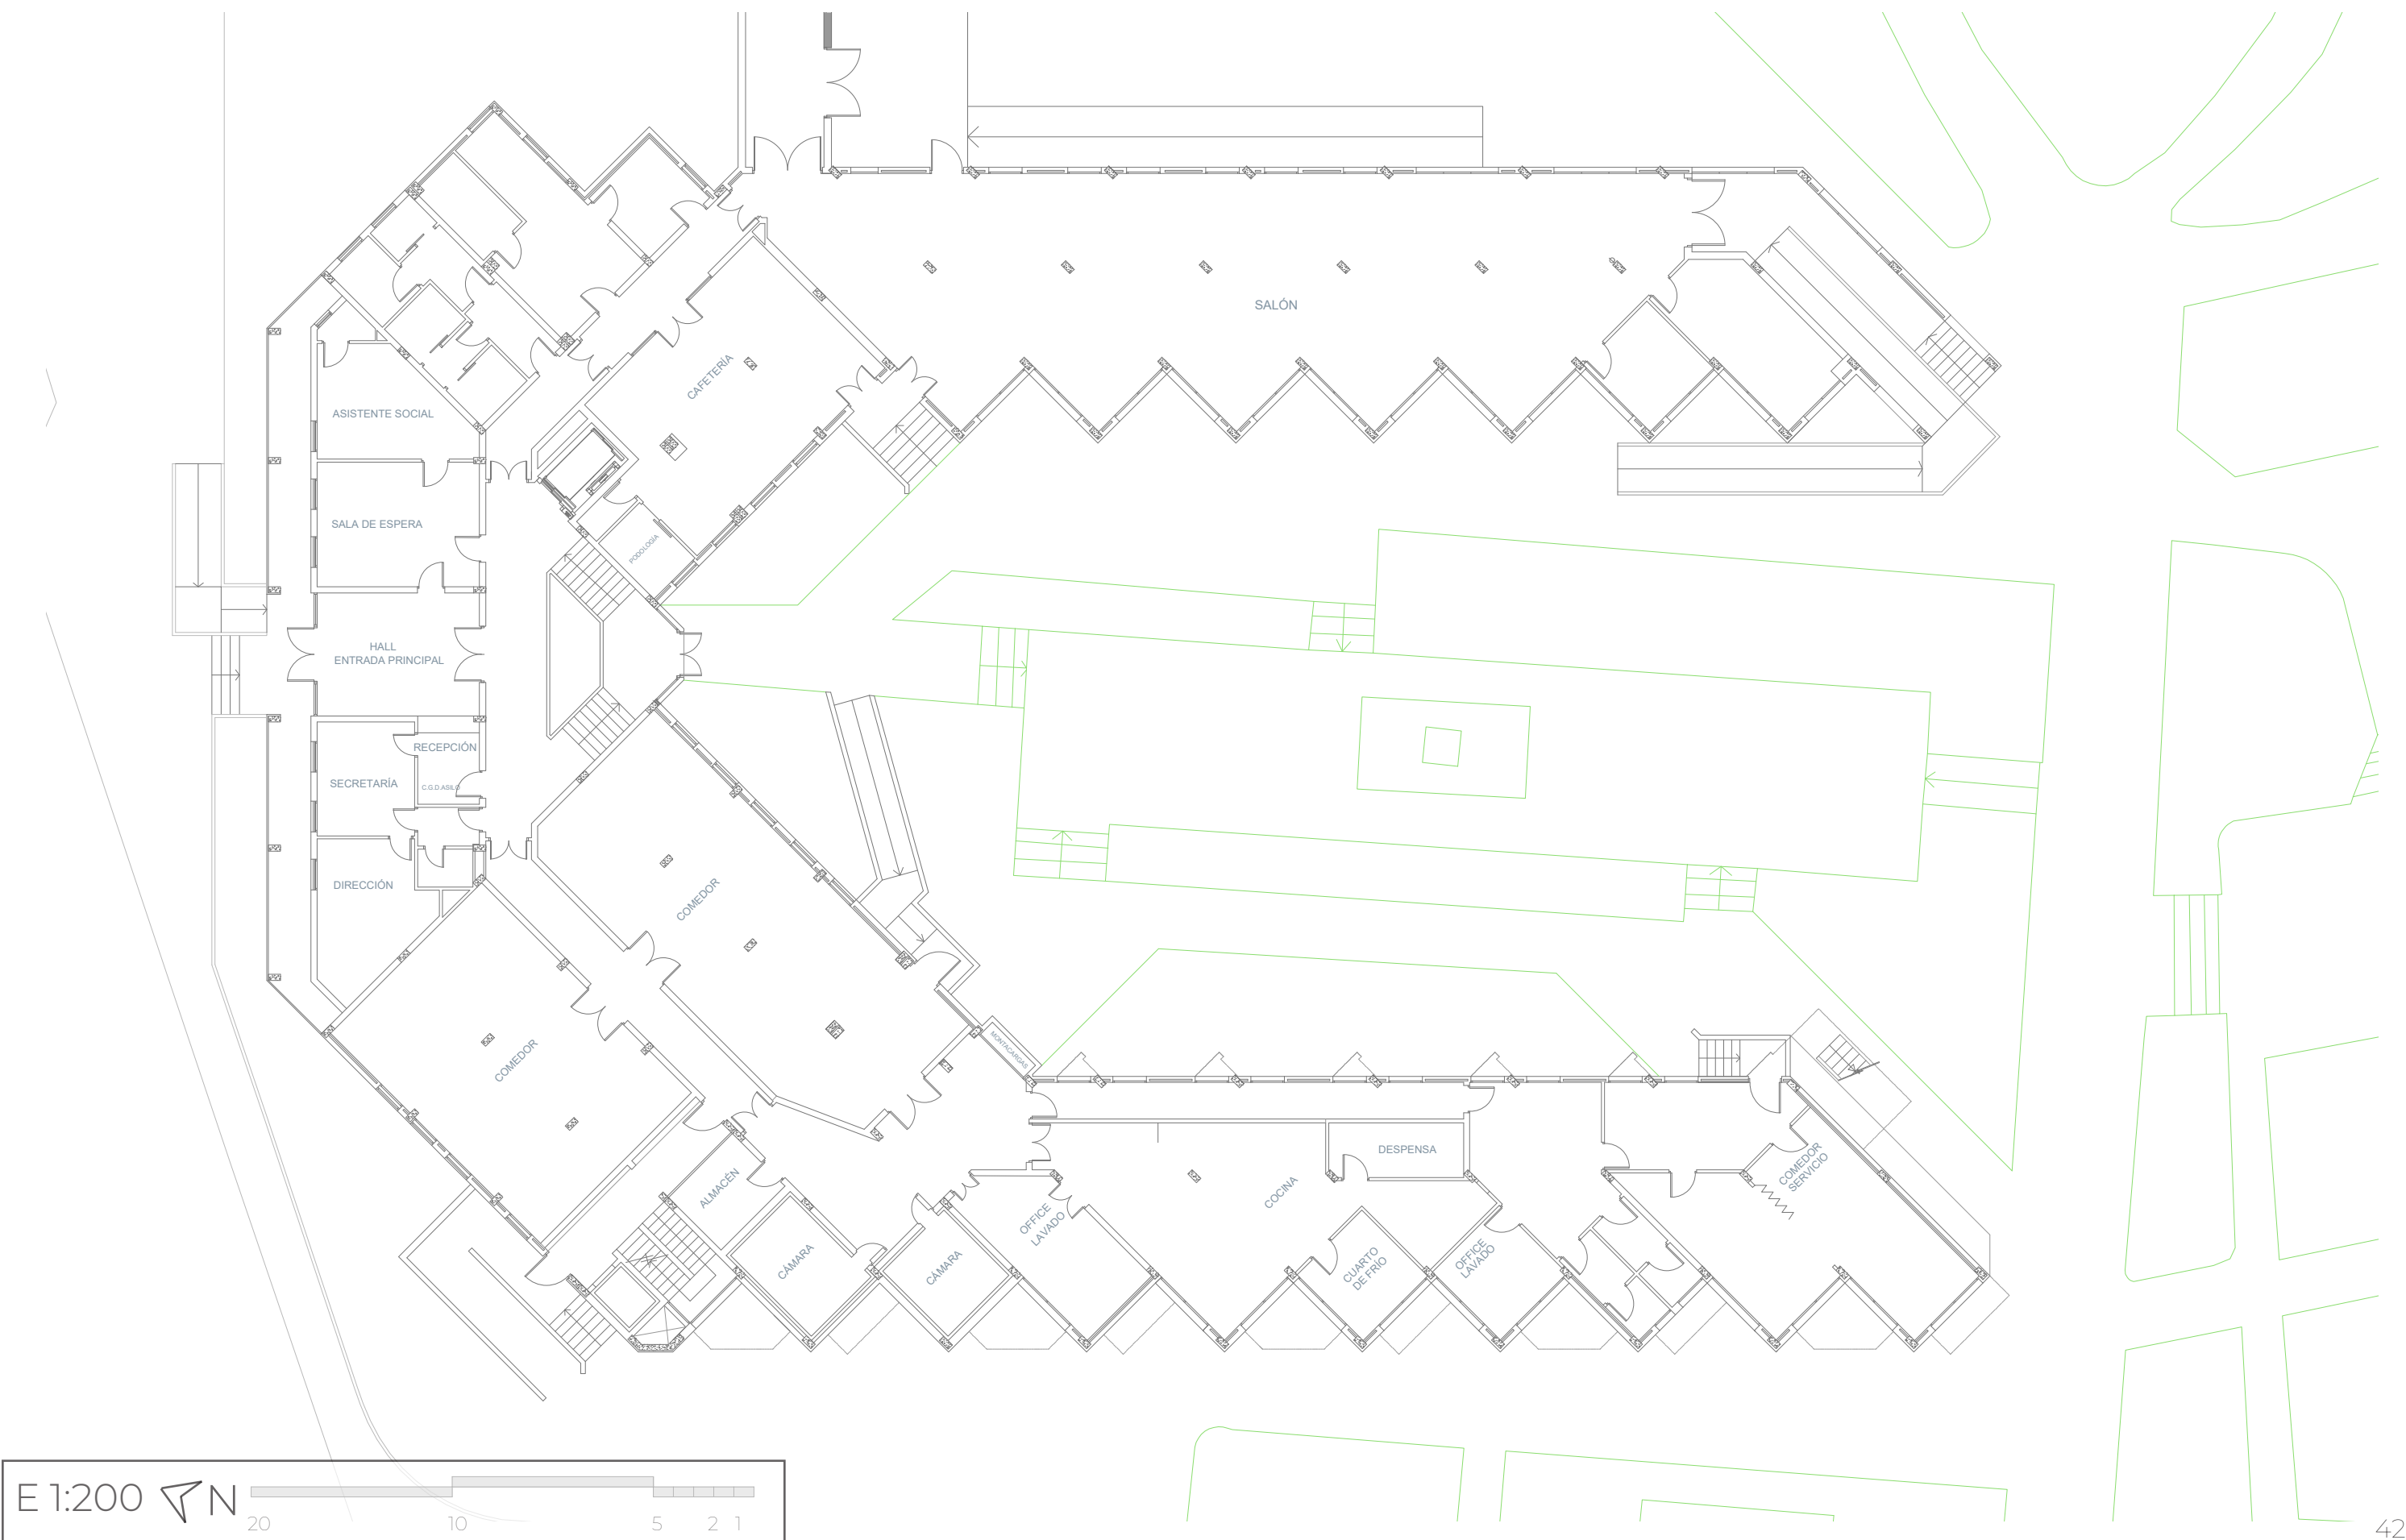 SALÓN
CAFETERÍA
ASISTENTE SOCIAL
SALA DE ESPERA
PODOLOGÍA
HALL
ENTRADA PRINCIPAL
RECEPCIÓN
SECRETARÍA
C.G.D.ASILO
DIRECCIÓN
COMEDOR
COMEDOR
MONTACARGAS
DESPENSA
COMEDOR
SERVICIO
ALMACÉN
COCINA
OFFICE
LAVADO
CÁMARA
CÁMARA
CUARTO
DE FRÍO
OFFICE
LAVADO
E 1:200 N
20 10 5 2 1
42